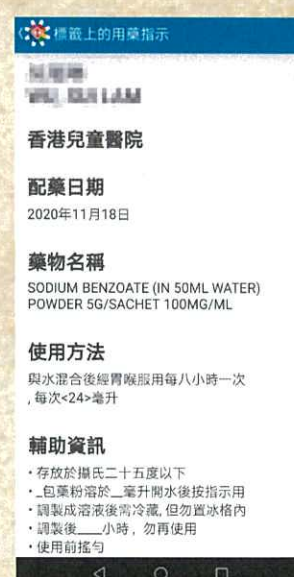 標籤上的用藥指示
香港兒童醫院
配藥日期
2020年11月18日
藥物名稱
SODIUM BENZOATE (IN 50ML WATER)
POWDER 5G/SACHET 100MG/ML
使用方法
與水混合後經胃喉服用每八小時一次
, 每次<24>毫升
輔助資訊
・存放於攝氏二十五度以下
・_包藥粉溶於__毫升開水後按指示用
・調製成溶液後需冷藏, 但勿置冰格內
・調製後____小時, 勿再使用
・使用前搖勻